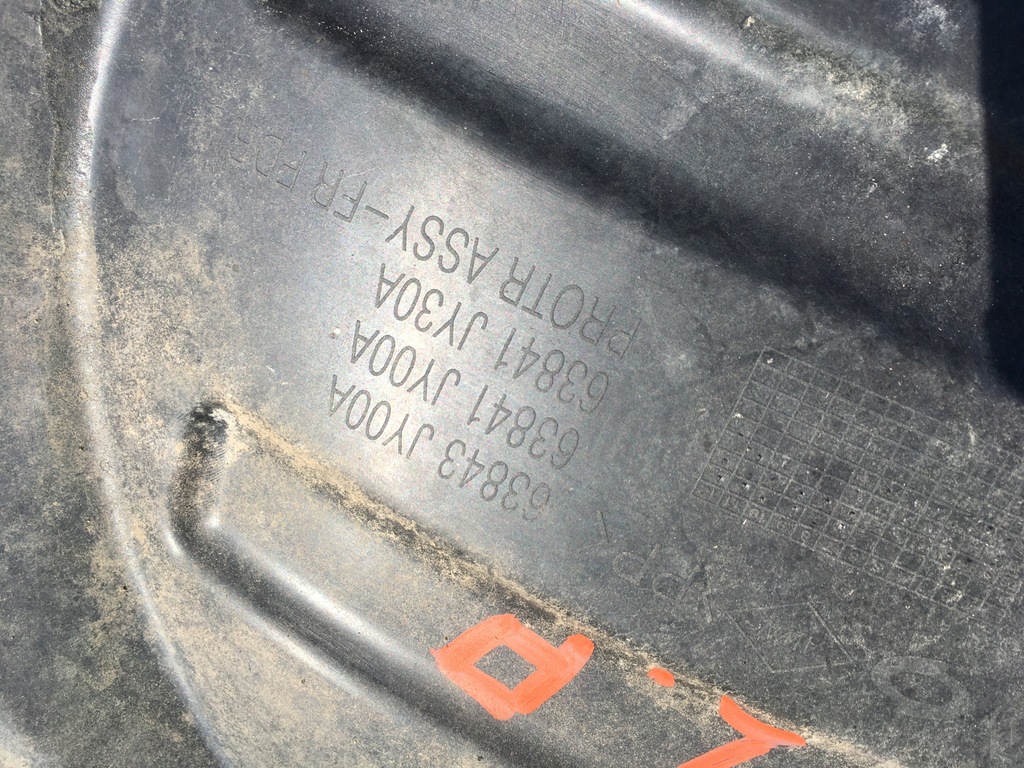 PROTR ASSY-FR FDR
63841 JY30A
63841 JY00A
63843 JY00A